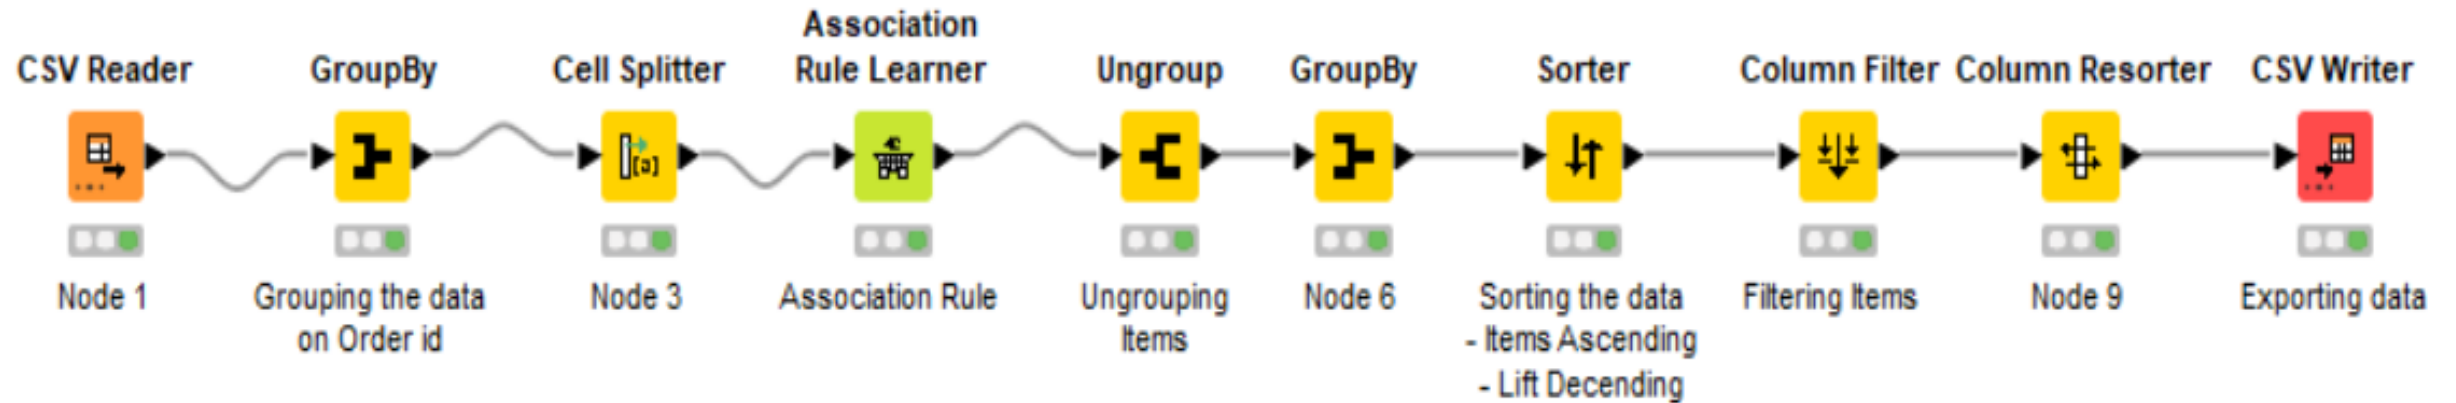 CSV Reader
Node 1
GroupBy
Grouping the data
on Order id
Cell Splitter
Node 3
Association
Rule Learner
Association Rule
Ungroup
Ungrouping
Items
GroupBy
Node 6
Sorter
Sorting the data
- Items Ascending
- Lift Decending
Column Filter
Filtering Items
Column Resorter
Node 9
CSV Writer
Exporting data